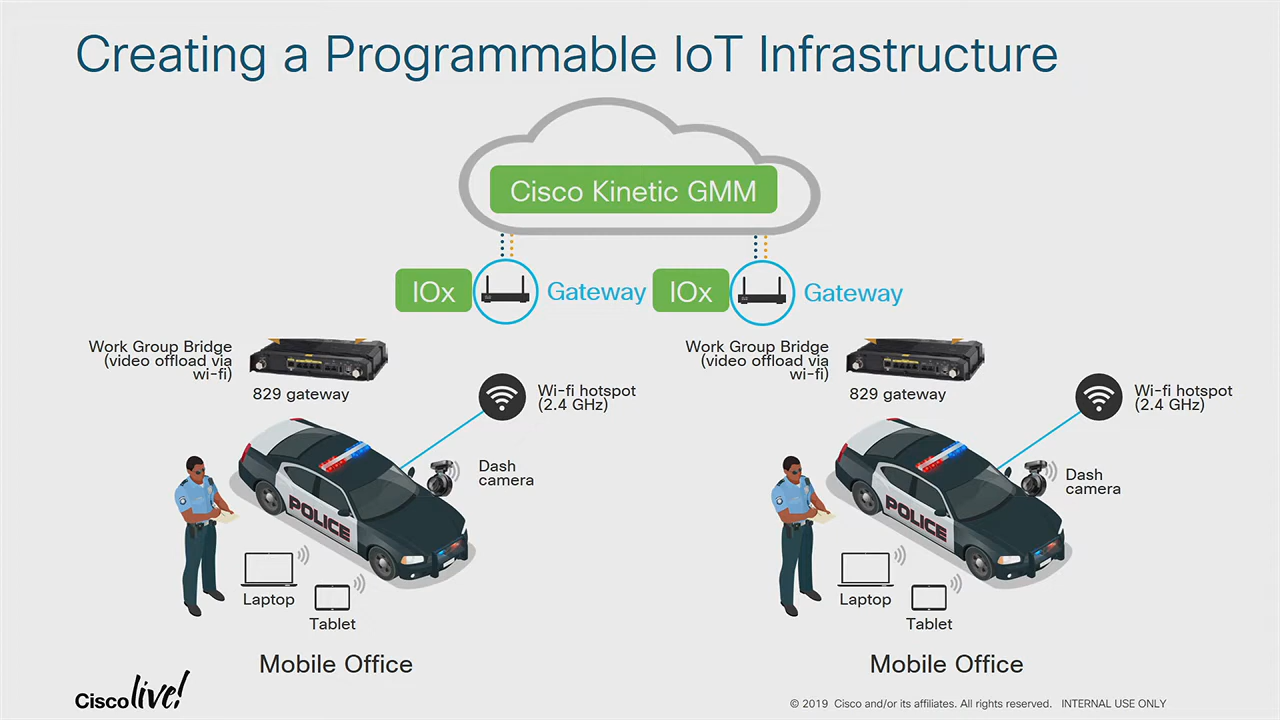 Creating a Programmable IoT Infrastructure
Cisco Kinetic GMM
IOx
Gateway
IOx
Gateway
Work Group Bridge
(video offload via
wi-fi)
829 gateway
Wi-fi hotspot
(2.4 GHz)
Dash
camera
POLICE
Laptop
Tablet
Mobile Office
Work Group Bridge
(video offload via
wi-fi)
829 gateway
Wi-fi hotspot
(2.4 GHz)
Dash
camera
POLICE
Laptop
Tablet
Mobile Office
Cisco live!
© 2019 Cisco and/or its affiliates. All rights reserved. INTERNAL USE ONLY